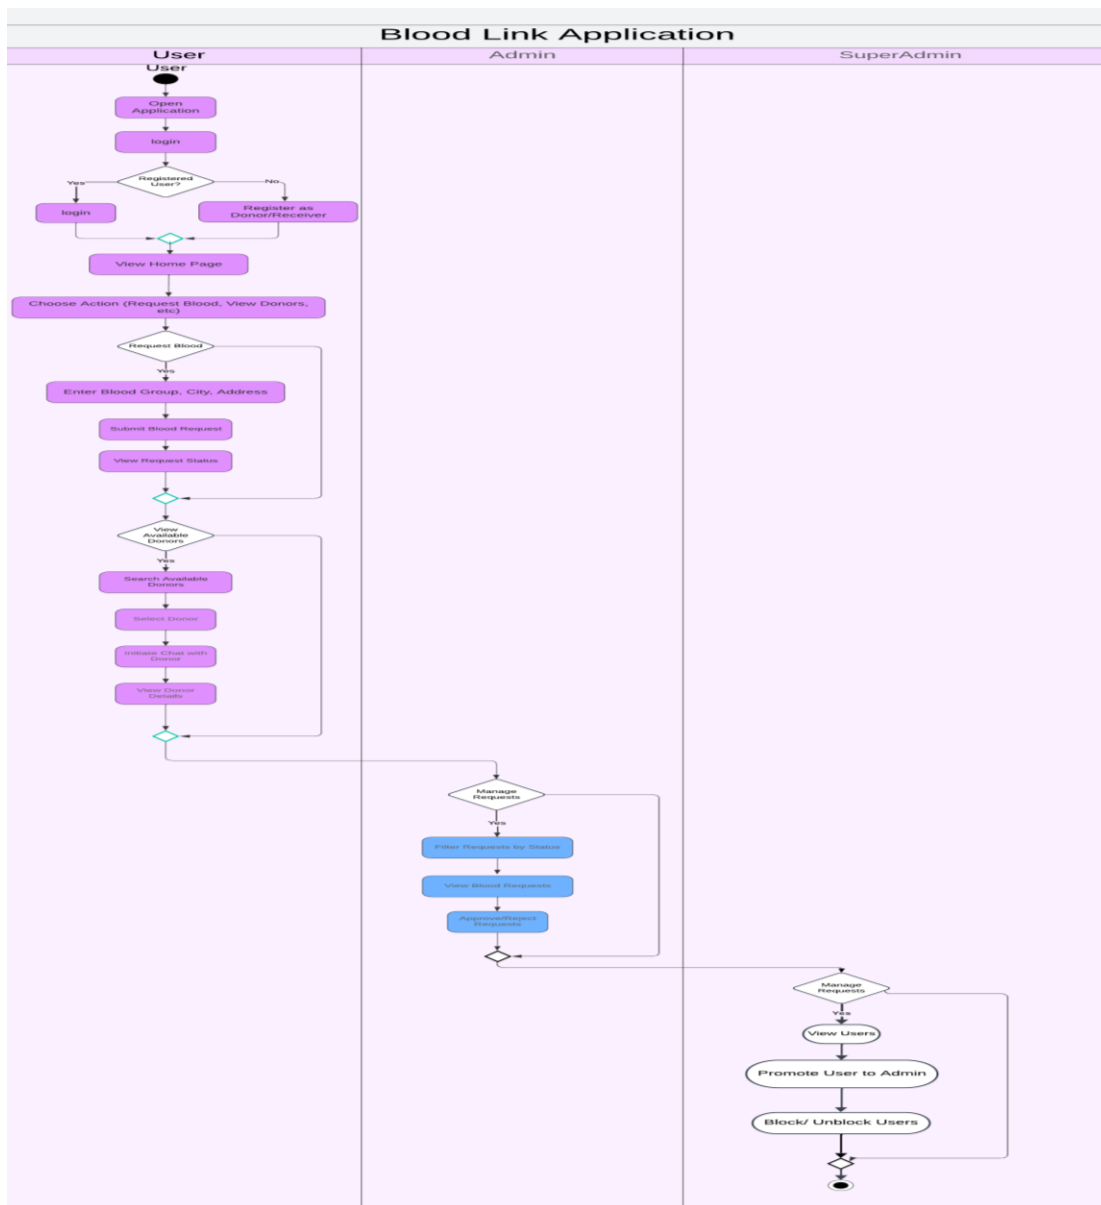 Blood Link Application
User
Admin
SuperAdmin
User
Open
Application
login
Registered
User?
Yes
No
login
Register as
Donor/Receiver
View Home Page
Choose Action (Request Blood, View Donors,
etc)
Request Blood
Yes
Enter Blood Group, City, Address
Submit Blood Request
View Request Status
View
Available
Donors
Yes
Search Available
Donors
Select Donor
Initiate Chat with
Donor
View Donor
Details
Manage
Requests
Yes
Filter Requests by Status
View Blood Requests
Approve/Reject
Requests
Manage
Requests
Yes
View Users
Promote User to Admin
Block/ Unblock Users